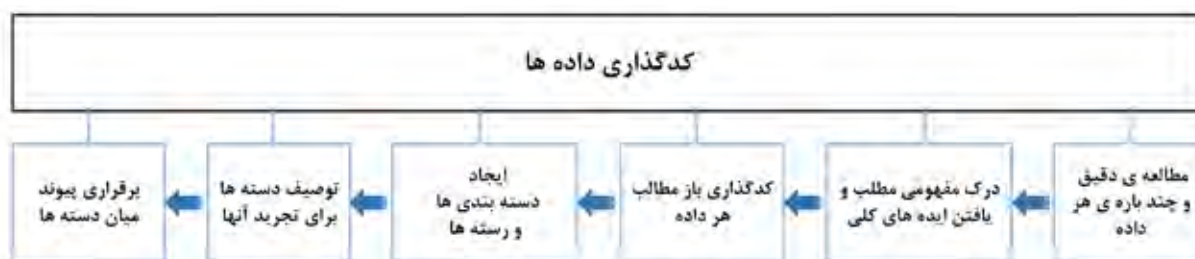 کدگذاری داده ها
مطالعه ی دقیق
و چند باره ی هر
داده
درک مفهومی مطلب و
یافتن ایده های کلی
کدگذاری باز مطالب
هر داده
ایجاد
دسته بندی ها
و رسته ها
توصیف دسته ها
برای تجرید آنها
برقراری پیوند
میان دسته ها